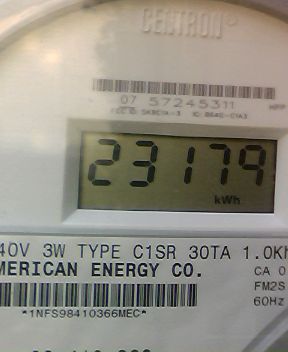 CENTRON®
07 57245311
23179
kWh
40V 3W TYPE C1SR 30TA 1.0Kh
MERICAN ENERGY CO.
CA 0
FM2S
60Hz
*1NFS98410366MEC*